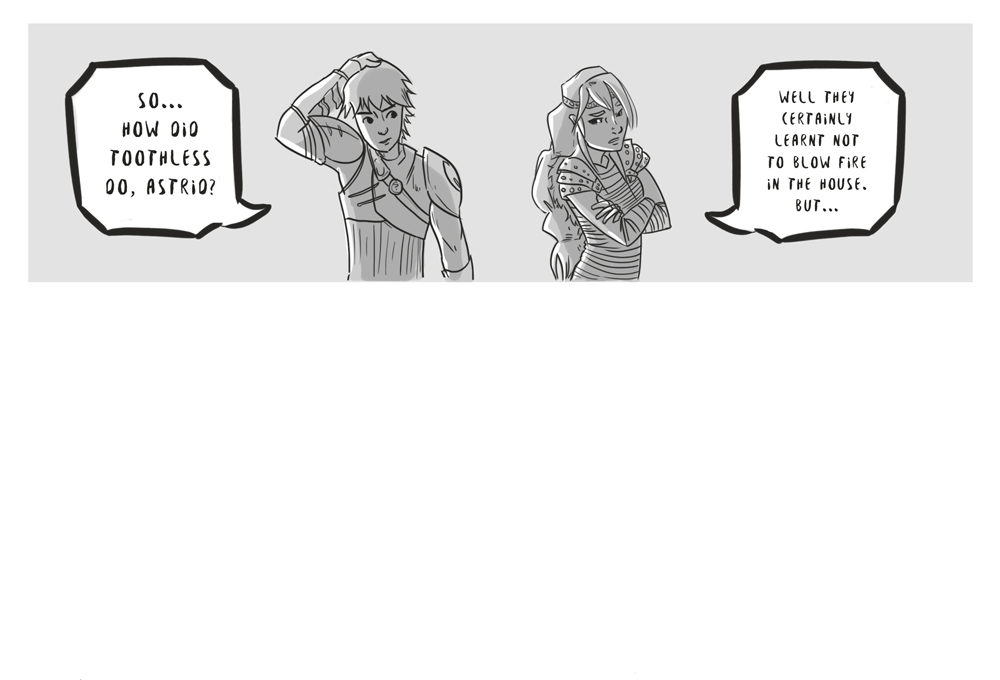 SO...
HOW DID
TOOTHLESS
DO, ASTRID?
WELL THEY
CERTAINLY
LEARNT NOT
TO BLOW FIRE
IN THE HOUSE.
BUT...